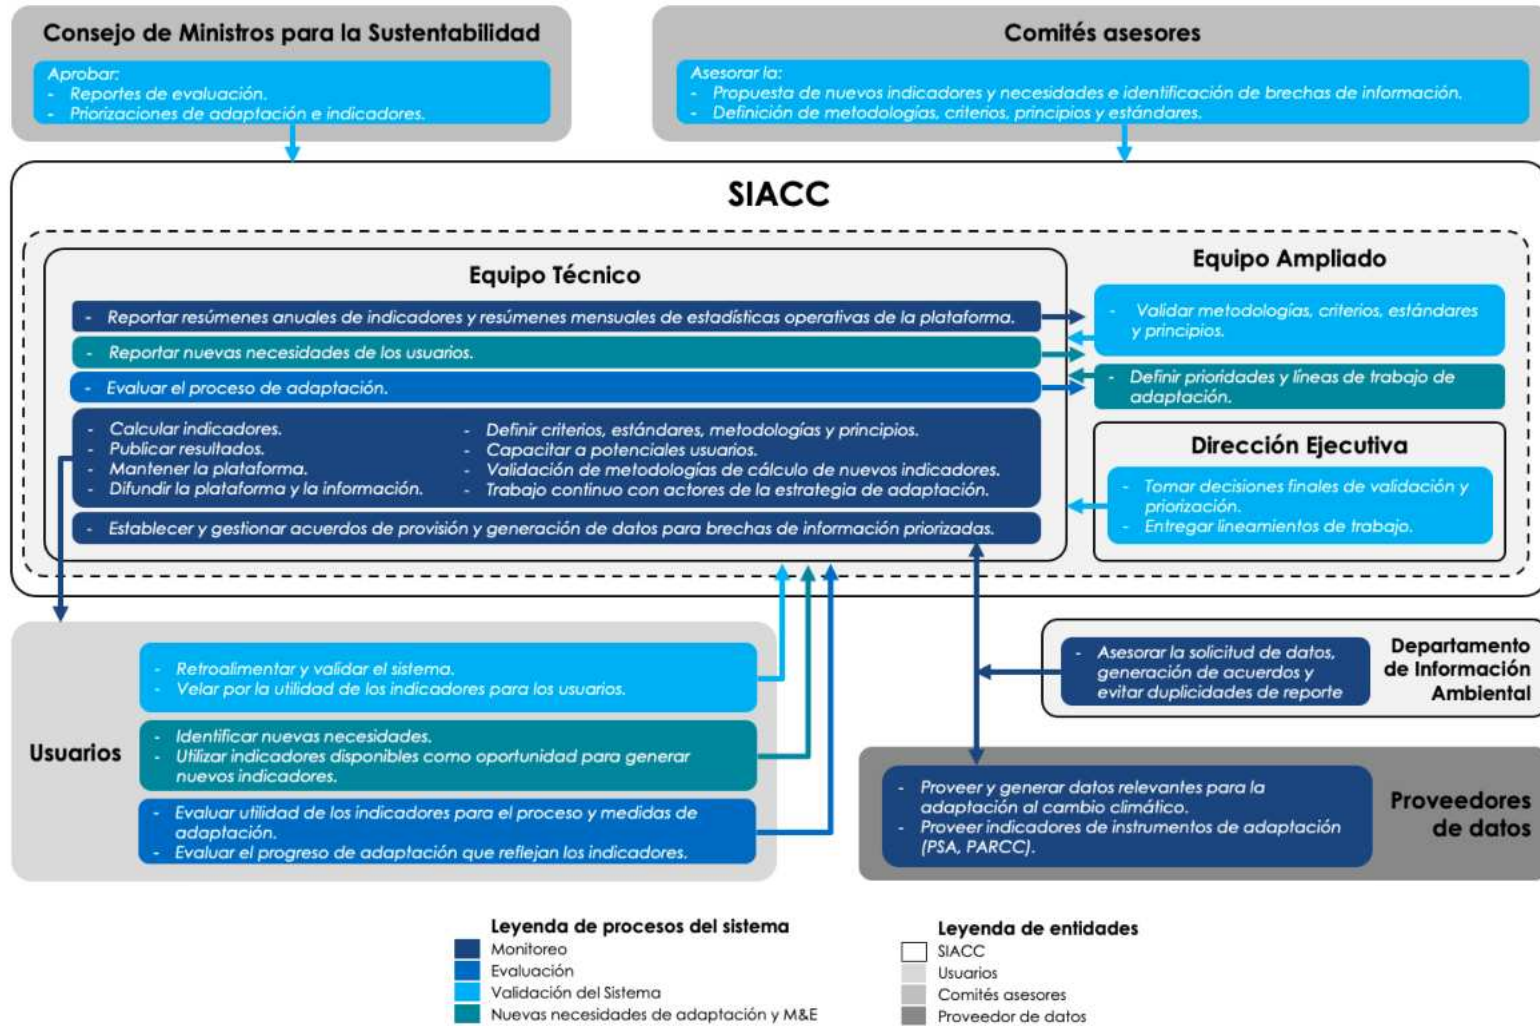 Consejo de Ministros para la Sustentabilidad
Aprobar:
- Reportes de evaluación.
- Priorizaciones de adaptación e indicadores.
Comités asesores
Asesorar la:
- Propuesta de nuevos indicadores y necesidades e identificación de brechas de información.
- Definición de metodologías, criterios, principios y estándares.
SIACC
Equipo Técnico
- Reportar resúmenes anuales de indicadores y resúmenes mensuales de estadísticas operativas de la plataforma.
- Reportar nuevas necesidades de los usuarios.
- Evaluar el proceso de adaptación.
- Calcular indicadores.
- Publicar resultados.
- Mantener la plataforma.
- Difundir la plataforma y la información.
- Definir criterios, estándares, metodologías y principios.
- Capacitar a potenciales usuarios.
- Validación de metodologías de cálculo de nuevos indicadores.
- Trabajo continuo con actores de la estrategia de adaptación.
- Establecer y gestionar acuerdos de provisión y generación de datos para brechas de información priorizadas.
Equipo Ampliado
- Validar metodologías, criterios, estándares
y principios.
- Definir prioridades y líneas de trabajo de
adaptación.
Dirección Ejecutiva
- Tomar decisiones finales de validación y
priorización.
- Entregar lineamientos de trabajo.
Usuarios
- Retroalimentar y validar el sistema.
- Velar por la utilidad de los indicadores para los usuarios.
- Identificar nuevas necesidades.
- Utilizar indicadores disponibles como oportunidad para generar
nuevos indicadores.
- Evaluar utilidad de los indicadores para el proceso y medidas de
adaptación.
- Evaluar el progreso de adaptación que reflejan los indicadores.
- Asesorar la solicitud de datos,
generación de acuerdos y
evitar duplicidades de reporte
Departamento
de Información
Ambiental
- Proveer y generar datos relevantes para la
adaptación al cambio climático.
- Proveer indicadores de instrumentos de adaptación
(PSA, PARCC).
Proveedores
de datos
Leyenda de procesos del sistema
Monitoreo
Evaluación
Validación del Sistema
Nuevas necesidades de adaptación y M&E
Leyenda de entidades
SIACC
Usuarios
Comités asesores
Proveedor de datos